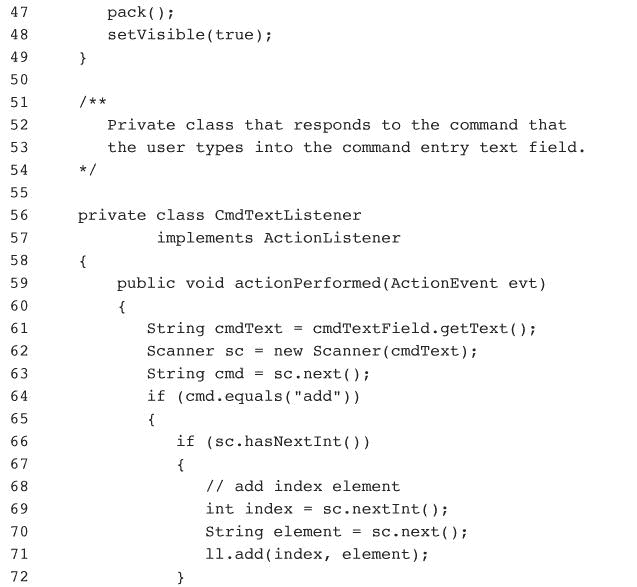 47        pack();
48        setVisible(true);
49     }
50
51     /**
52        Private class that responds to the command that
53        the user types into the command entry text field.
54     */
55
56     private class CmdTextListener
57             implements ActionListener
58     {
59         public void actionPerformed(ActionEvent evt)
60         {
61            String cmdText = cmdTextField.getText();
62            Scanner sc = new Scanner(cmdText);
63            String cmd = sc.next();
64            if (cmd.equals("add"))
65            {
66               if (sc.hasNextInt())
67               {
68                  // add index element
69                  int index = sc.nextInt();
70                  String element = sc.next();
71                  ll.add(index, element);
72               }